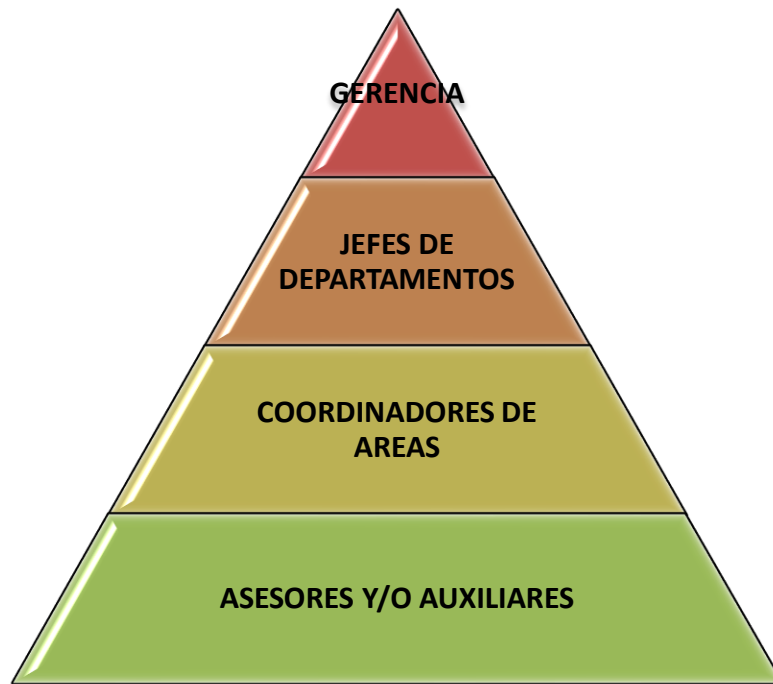 GERENCIA
JEFES DE
DEPARTAMENTOS
COORDINADORES DE
AREAS
ASESORES Y/O AUXILIARES